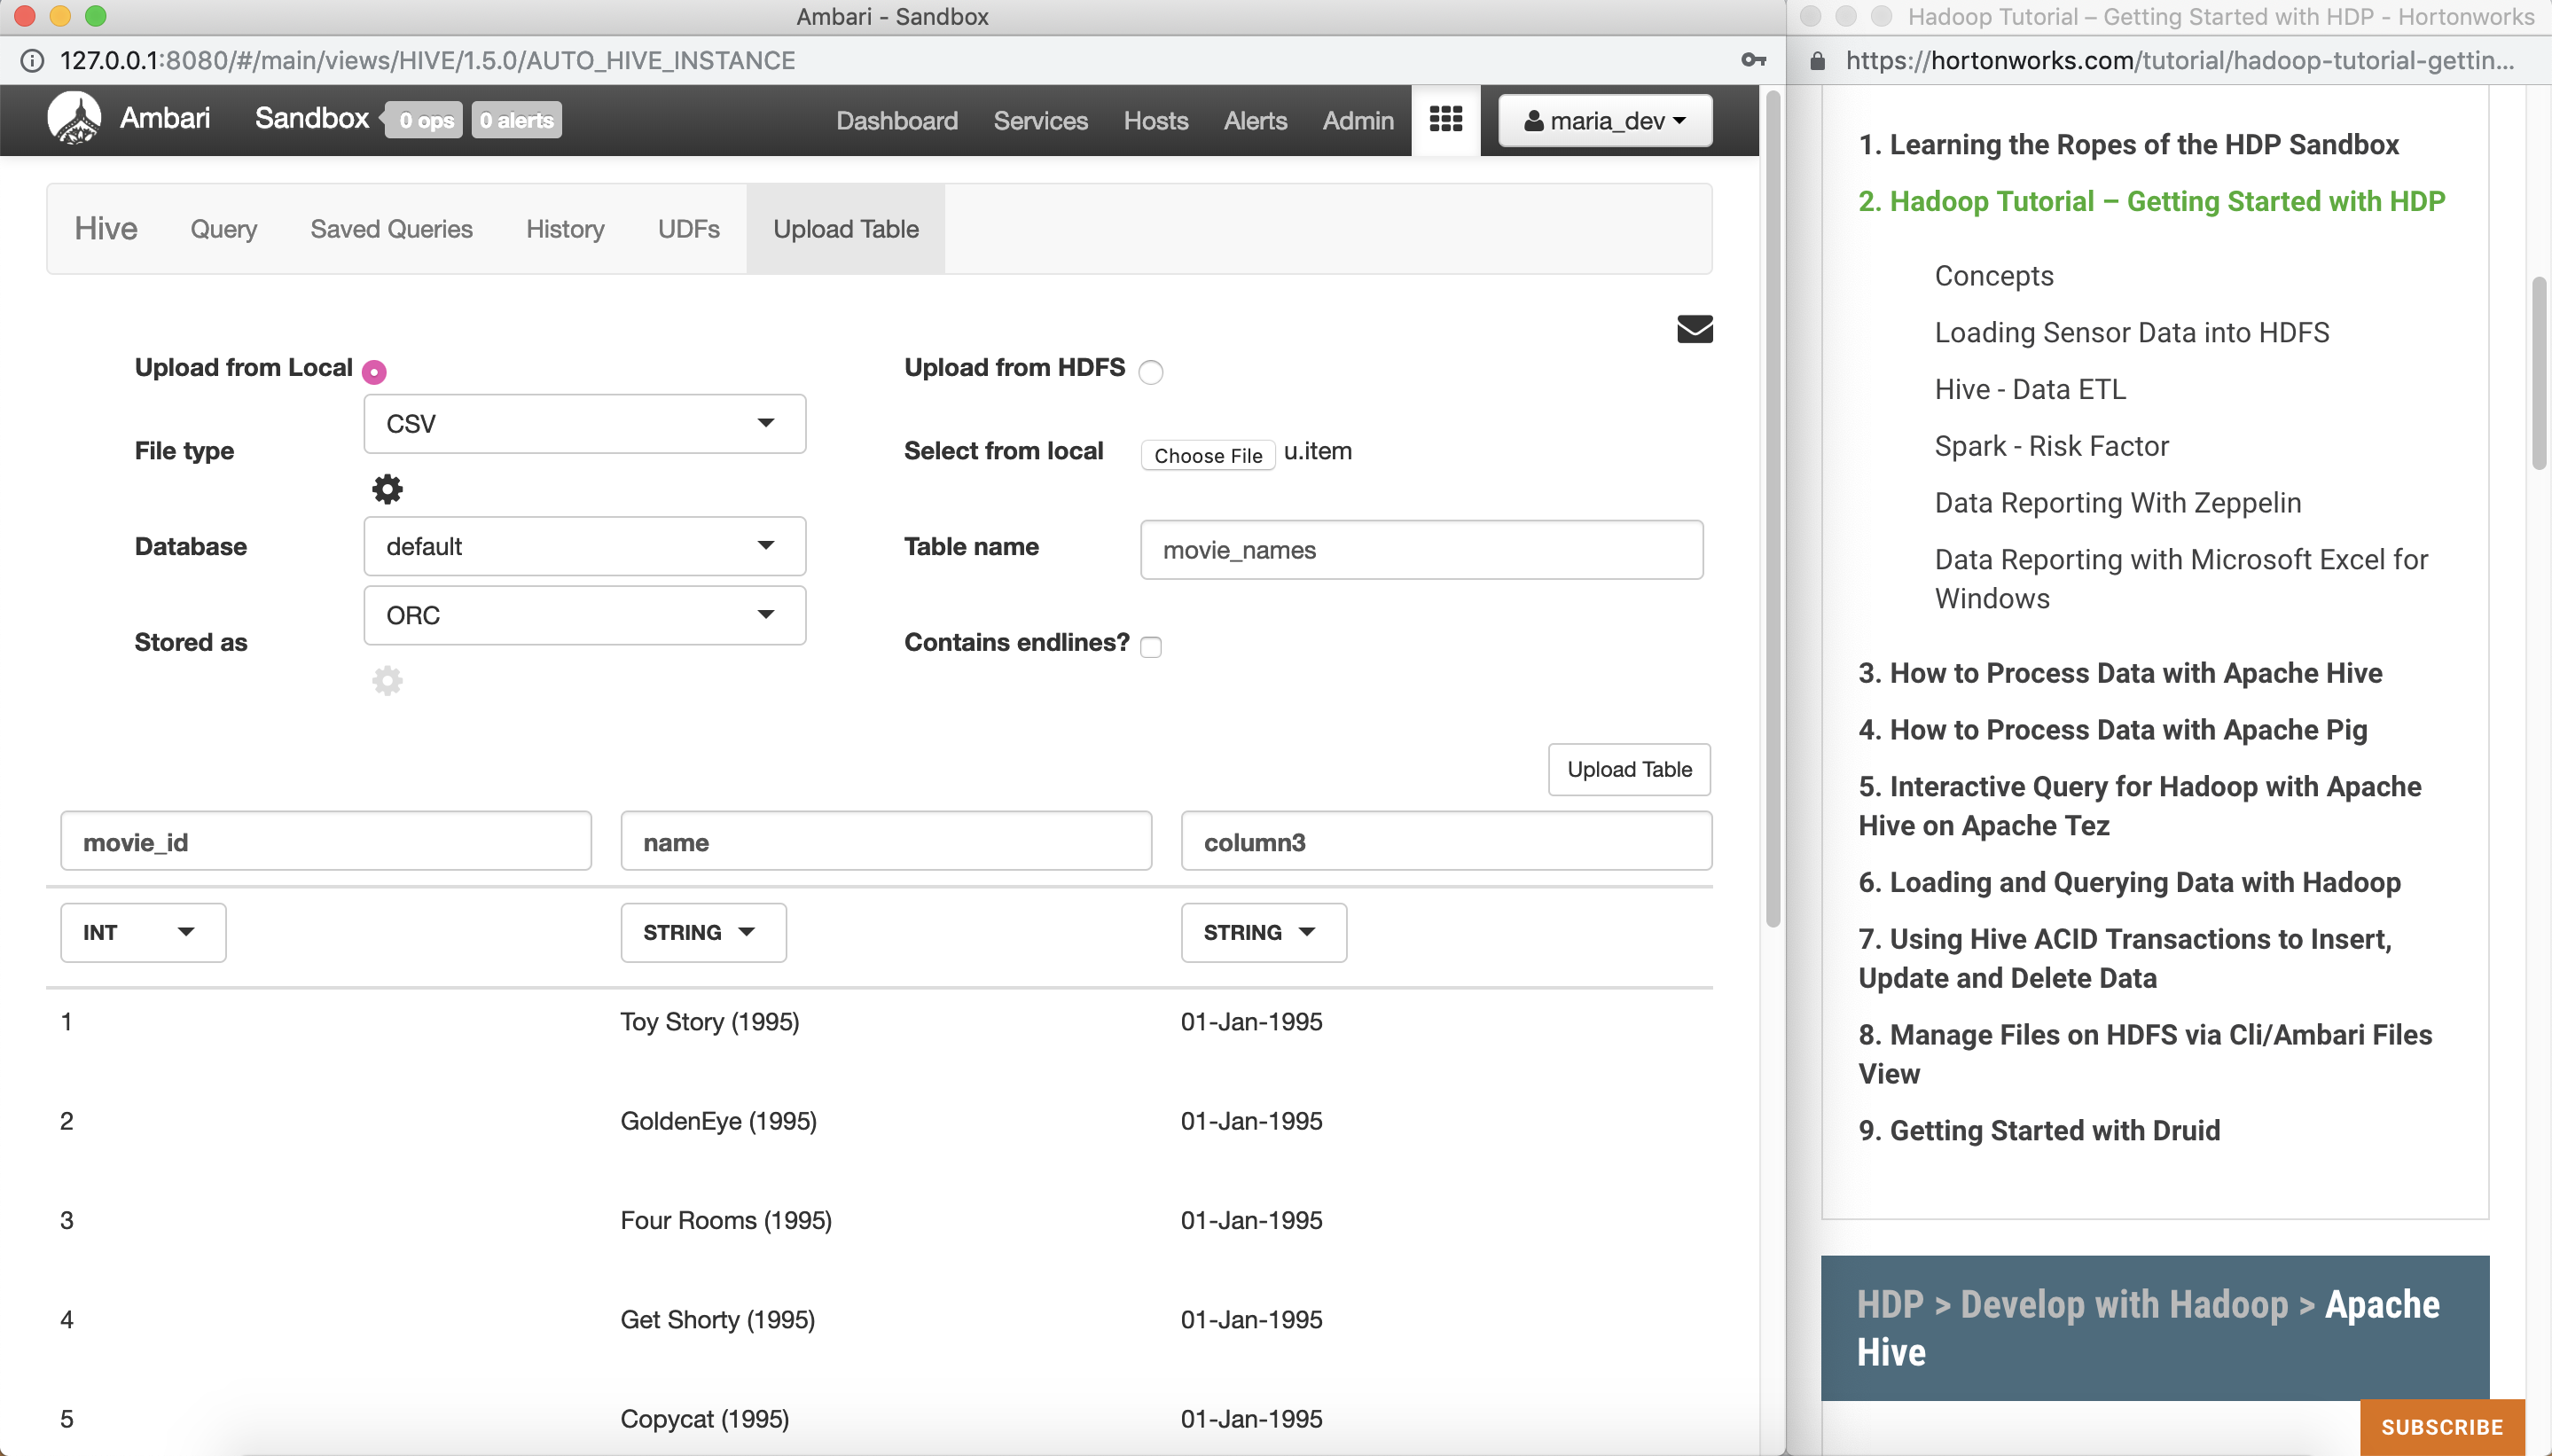 Ambari - Sandbox
127.0.0.1:8080/#/main/views/HIVE/1.5.0/AUTO_HIVE_INSTANCE
Ambari Sandbox 0 ops 0 alerts Dashboard Services Hosts Alerts Admin maria_dev
Hive Query Saved Queries History UDFs Upload Table
Upload from Local Upload from HDFS
File type CSV Select from local Choose File u.item
Database default Table name movie_names
Stored as ORC Contains endlines?
Upload Table
movie_id name column3
INT STRING STRING
1 Toy Story (1995) 01-Jan-1995
2 GoldenEye (1995) 01-Jan-1995
3 Four Rooms (1995) 01-Jan-1995
4 Get Shorty (1995) 01-Jan-1995
5 Copycat (1995) 01-Jan-1995
Hadoop Tutorial – Getting Started with HDP - Hortonworks
https://hortonworks.com/tutorial/hadoop-tutorial-gettin...
1. Learning the Ropes of the HDP Sandbox
2. Hadoop Tutorial – Getting Started with HDP
Concepts
Loading Sensor Data into HDFS
Hive - Data ETL
Spark - Risk Factor
Data Reporting With Zeppelin
Data Reporting with Microsoft Excel for
Windows
3. How to Process Data with Apache Hive
4. How to Process Data with Apache Pig
5. Interactive Query for Hadoop with Apache
Hive on Apache Tez
6. Loading and Querying Data with Hadoop
7. Using Hive ACID Transactions to Insert,
Update and Delete Data
8. Manage Files on HDFS via Cli/Ambari Files
View
9. Getting Started with Druid
HDP > Develop with Hadoop > Apache
Hive
SUBSCRIBE